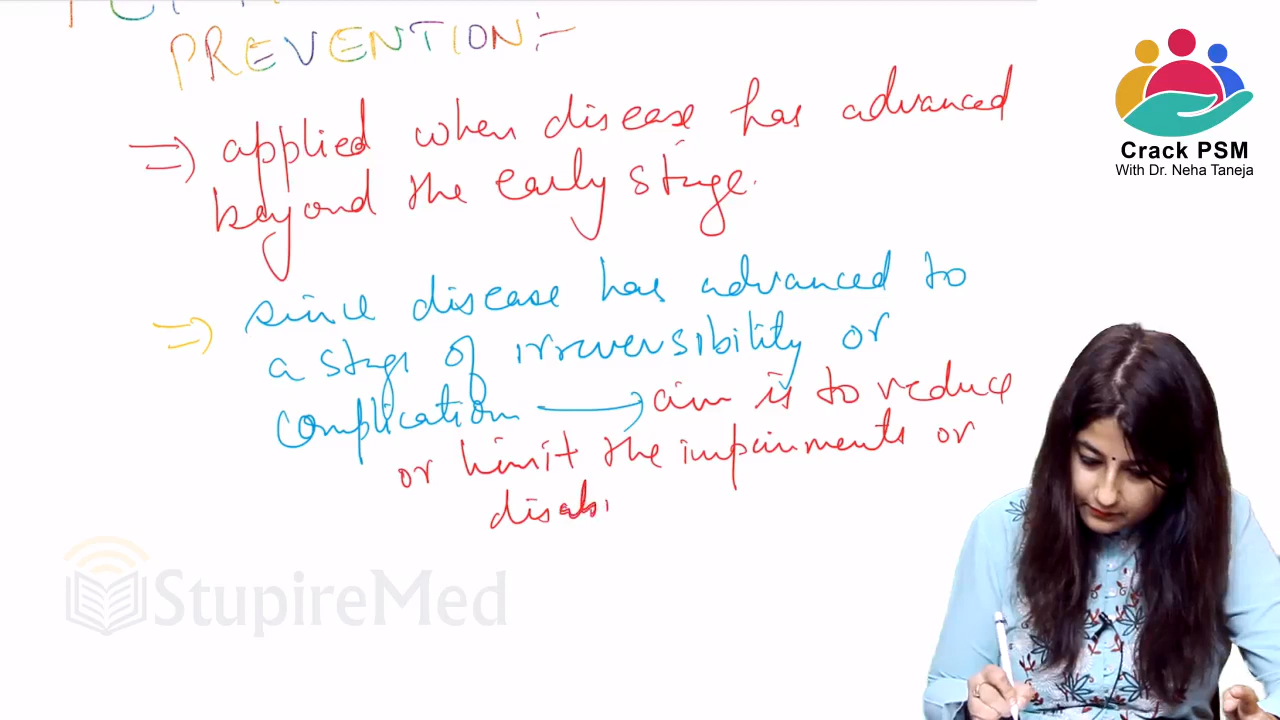 PREVENTION:-
=> applied when disease has advanced
beyond the early stage.
=> since disease has advanced to
a stage of irreversibility or
complication → aim is to reduce
or limit the impairments or
disabi
Crack PSM
With Dr. Neha Taneja
StupireMed